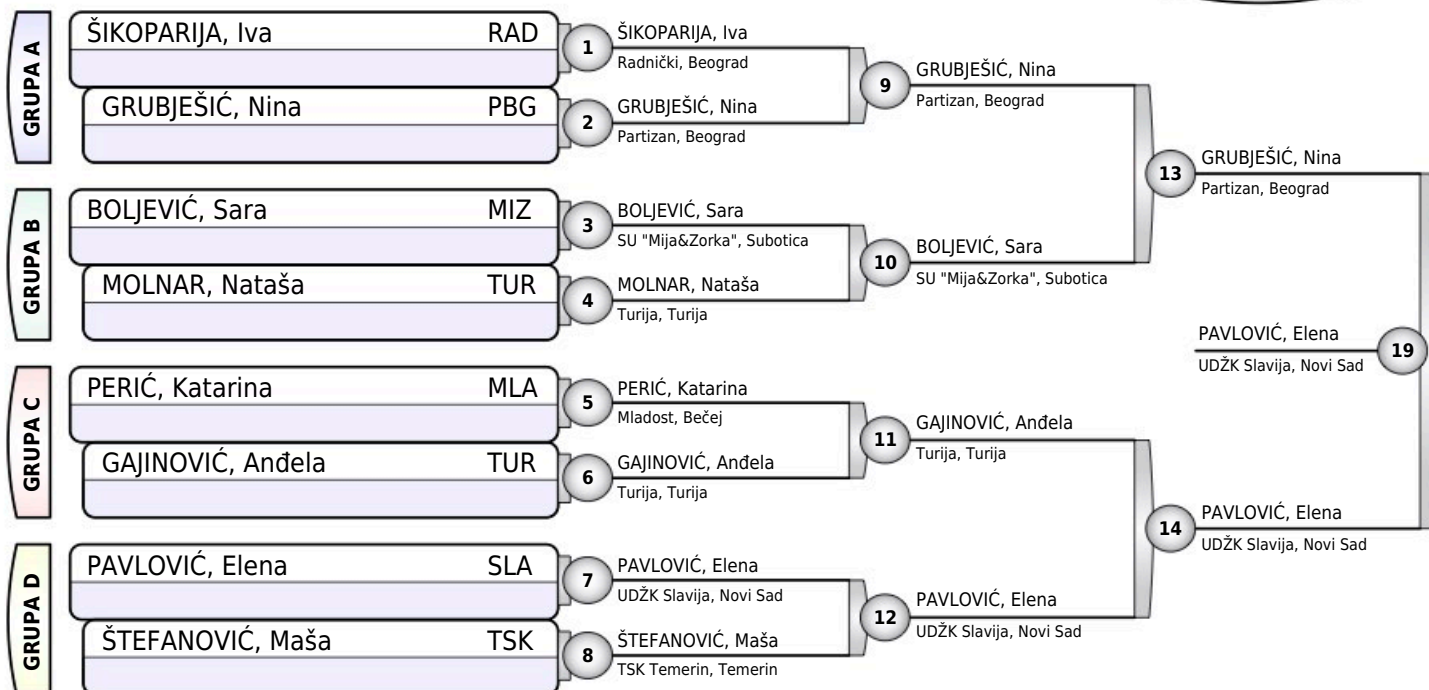 GRUPA A
ŠIKOPARIJA, Iva RAD
GRUBJEŠIĆ, Nina PBG
1
ŠIKOPARIJA, Iva
Radnički, Beograd
2
GRUBJEŠIĆ, Nina
Partizan, Beograd
9
GRUBJEŠIĆ, Nina
Partizan, Beograd
GRUPA B
BOLJEVIĆ, Sara MIZ
MOLNAR, Nataša TUR
3
BOLJEVIĆ, Sara
SU "Mija&Zorka", Subotica
4
MOLNAR, Nataša
Turija, Turija
10
BOLJEVIĆ, Sara
SU "Mija&Zorka", Subotica
13
GRUBJEŠIĆ, Nina
Partizan, Beograd
GRUPA C
PERIĆ, Katarina MLA
GAJINOVIĆ, Anđela TUR
5
PERIĆ, Katarina
Mladost, Bečej
6
GAJINOVIĆ, Anđela
Turija, Turija
11
GAJINOVIĆ, Anđela
Turija, Turija
GRUPA D
PAVLOVIĆ, Elena SLA
ŠTEFANOVIĆ, Maša TSK
7
PAVLOVIĆ, Elena
UDŽK Slavija, Novi Sad
8
ŠTEFANOVIĆ, Maša
TSK Temerin, Temerin
12
PAVLOVIĆ, Elena
UDŽK Slavija, Novi Sad
14
PAVLOVIĆ, Elena
UDŽK Slavija, Novi Sad
PAVLOVIĆ, Elena
UDŽK Slavija, Novi Sad
19